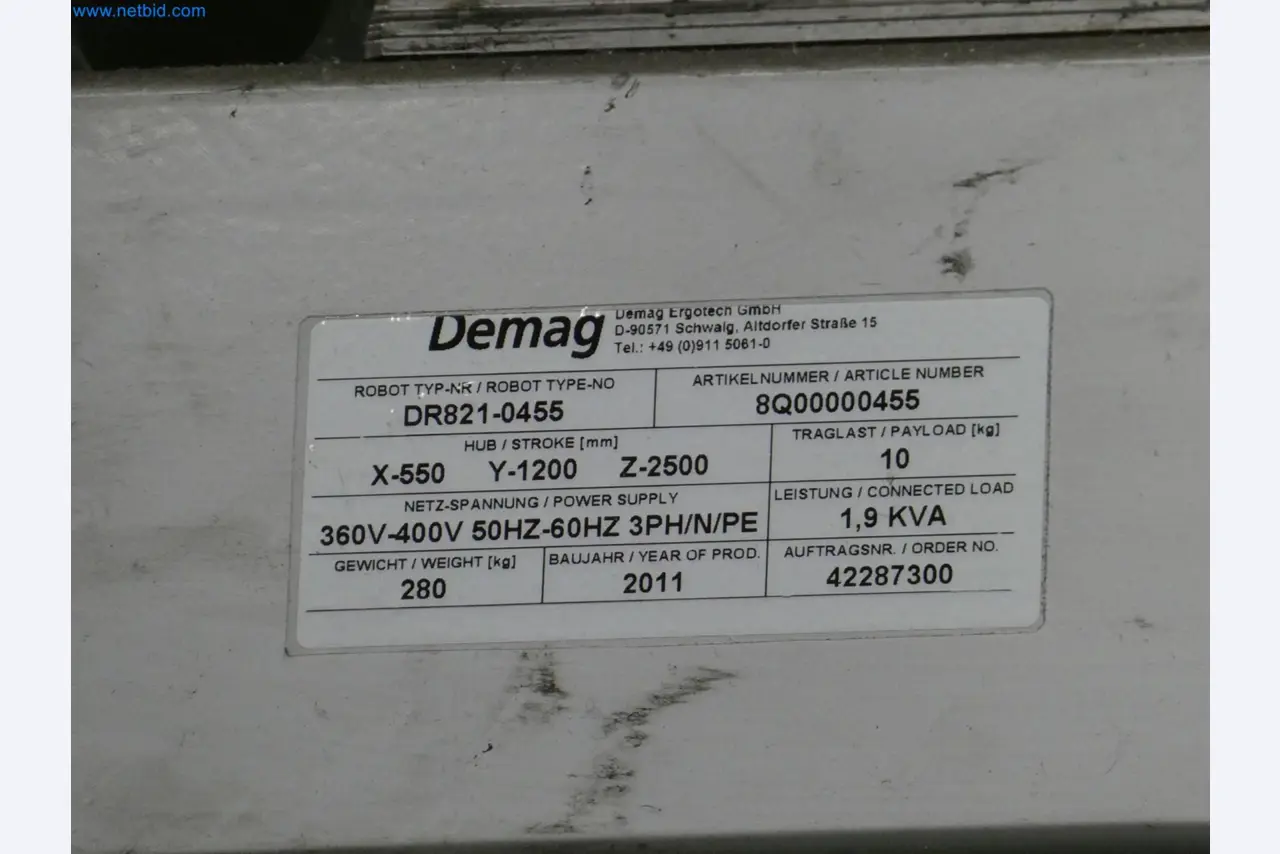 www.netbid.com
Demag
Demag Ergotech GmbH
D-90571 Schwaig, Altdorfer Straße 15
Tel.: +49 (0)911 5061-0
ROBOT TYP-NR / ROBOT TYPE-NO
DR821-0455
ARTIKELNUMMER / ARTICLE NUMBER
8Q00000455
HUB / STROKE [mm]
X-550 Y-1200 Z-2500
TRAGLAST / PAYLOAD [kg]
10
NETZ-SPANNUNG / POWER SUPPLY
360V-400V 50HZ-60HZ 3PH/N/PE
LEISTUNG / CONNECTED LOAD
1,9 KVA
GEWICHT / WEIGHT [kg]
280
BAUJAHR / YEAR OF PROD.
2011
AUFTRAGSNR. / ORDER NO.
42287300